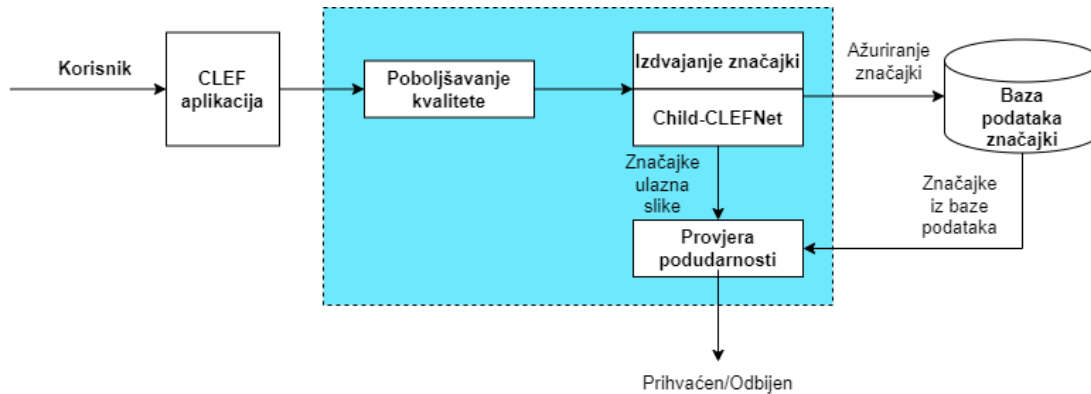 Korisnik
CLEF
aplikacija
Poboljšavanje
kvalitete
Izdvajanje značajki
Child-CLEFNet
Ažuriranje
značajki
Baza
podataka
značajki
Značajke
ulazna
slike
Značajke
iz baze
podataka
Provjera
podudarnosti
Prihvaćen/Odbijen